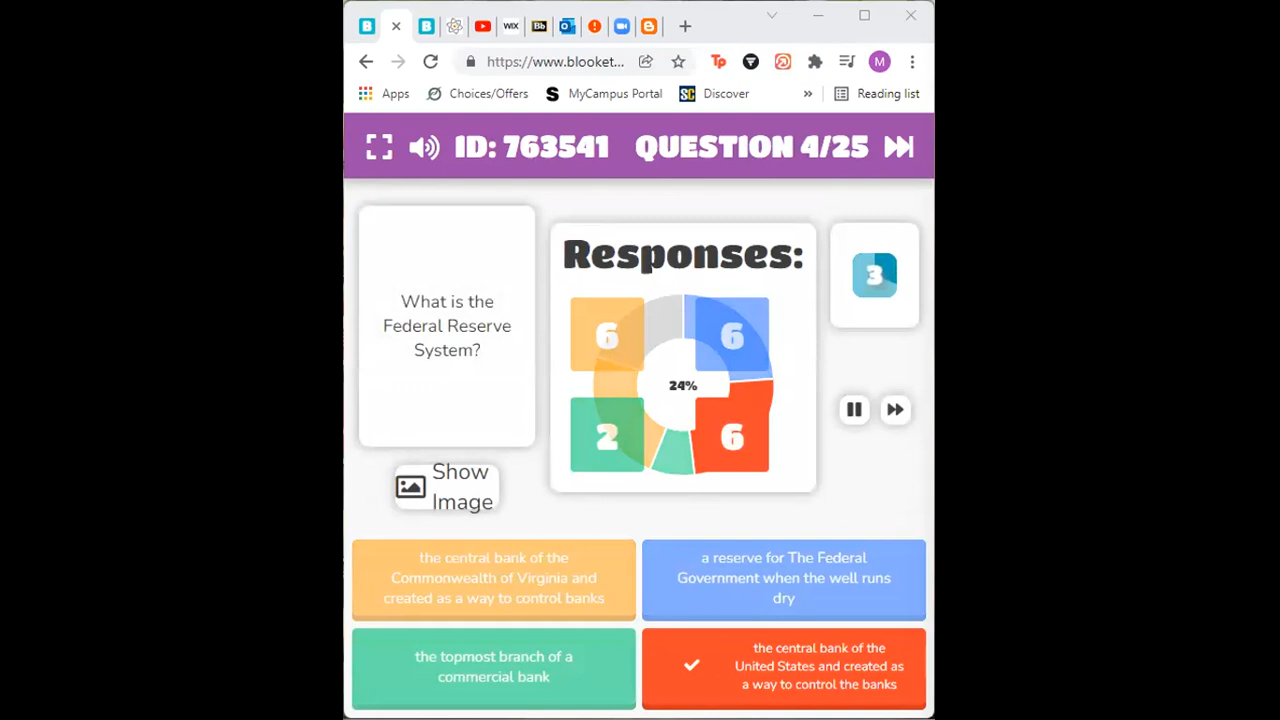 WIX
Bb
https://www.blooket...
Tp
M
Apps
Choices/Offers
S
MyCampus Portal
SC
Discover
»
Reading list
ID: 763541
QUESTION 4/25
What is the
Federal Reserve
System?
Show
Image
Responses:
6
6
24%
2
6
3
the central bank of the
Commonwealth of Virginia and
created as a way to control banks
a reserve for The Federal
Government when the well runs
dry
the topmost branch of a
commercial bank
the central bank of the
United States and created as
a way to control the banks